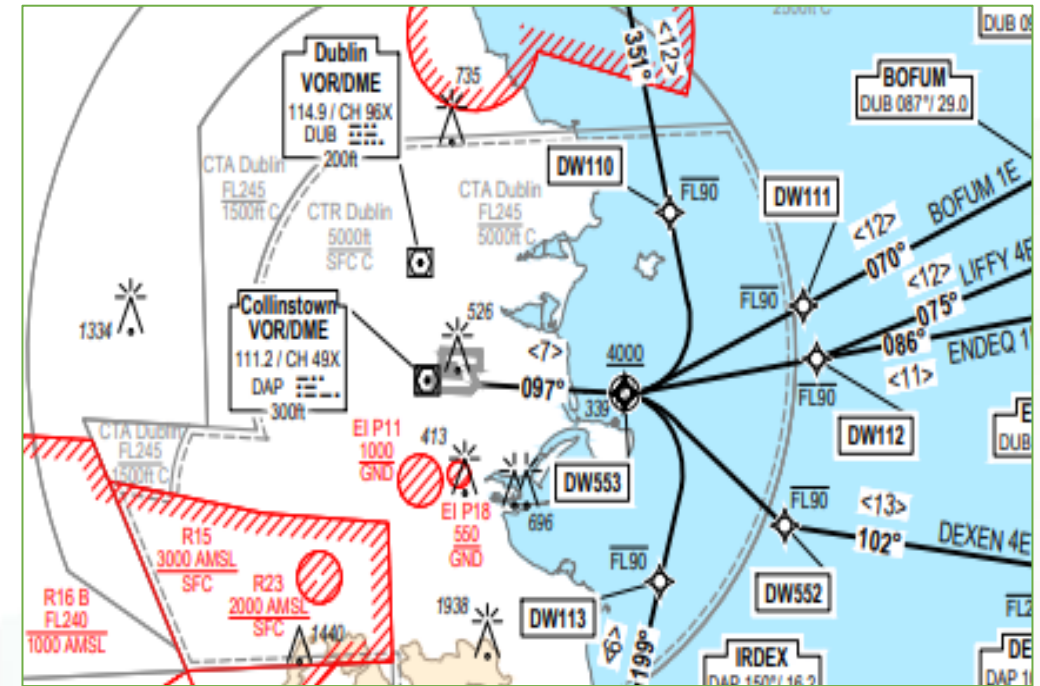 2500ft C
DUB 09
Dublin
VOR/DME
114.9 / CH 96X
DUB
200ft
735
351°
<12>
BOFUM
DUB 087°/ 29.0
CTA Dublin
FL245
1500ft C
CTR Dublin
5000ft
SFC C
CTA Dublin
FL245
5000ft C
DW110
FL90
DW111
BOFUM 1E
<12>
070°
<12>
LIFFY 4E
075°
086°
ENDEQ 1
<11>
FL90
FL90
DW112
1334
Collinstown
VOR/DME
111.2 / CH 49X
DAP
300ft
526
<7>
097°
4000
339
DW553
CTA Dublin
FL245
1500ft C
EI P11
1000
GND
413
EI P18
550
GND
696
FL90
<13>
102°
DEXEN 4E
DW552
DUB
R15
3000 AMSL
SFC
R23
2000 AMSL
SFC
R16 B
FL240
1000 AMSL
1440
1938
FL90
DW113
<6>
199°
IRDEX
DAP 150°/ 16.2
FL2
DE
DAP 10